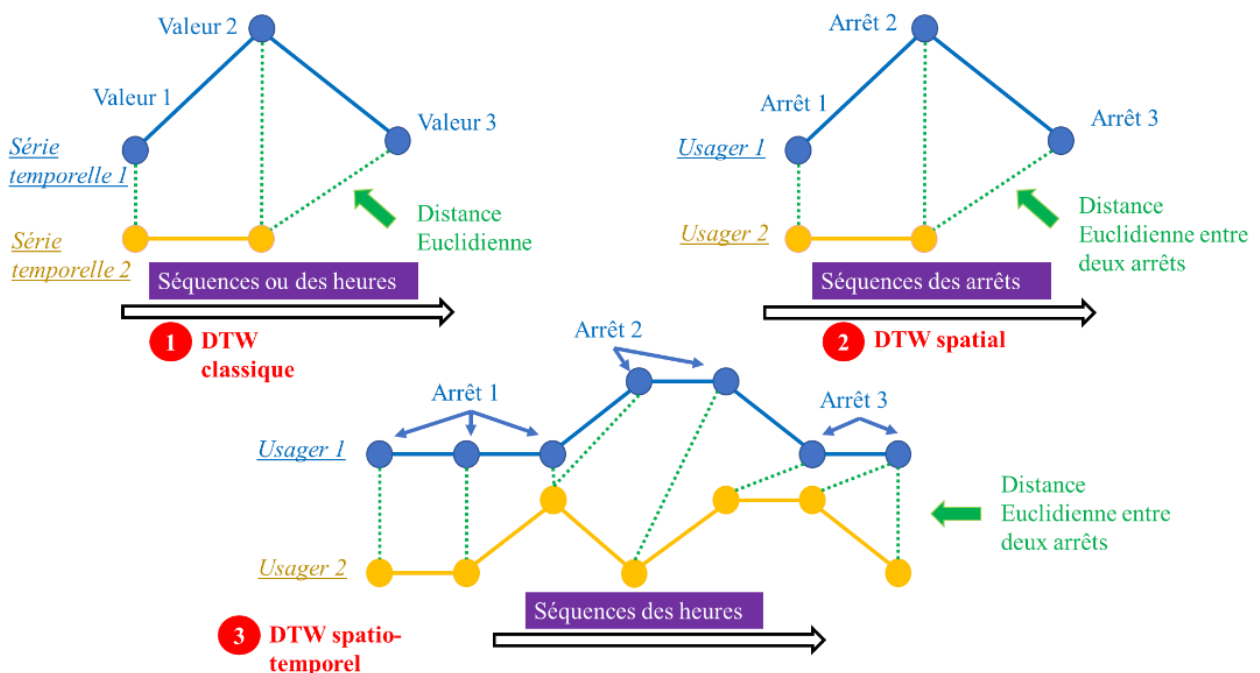 Valeur 2
Valeur 1
Valeur 3
Série
temporelle 1
Distance
Euclidienne
Série
temporelle 2
Séquences ou des heures
1 DTW
classique
Arrêt 2
Arrêt 1
Arrêt 3
Usager 1
Distance
Euclidienne entre
deux arrêts
Usager 2
Séquences des arrêts
2 DTW spatial
Arrêt 2
Arrêt 1
Arrêt 3
Usager 1
Distance
Euclidienne entre
deux arrêts
Usager 2
Séquences des heures
3 DTW spatio-
temporel